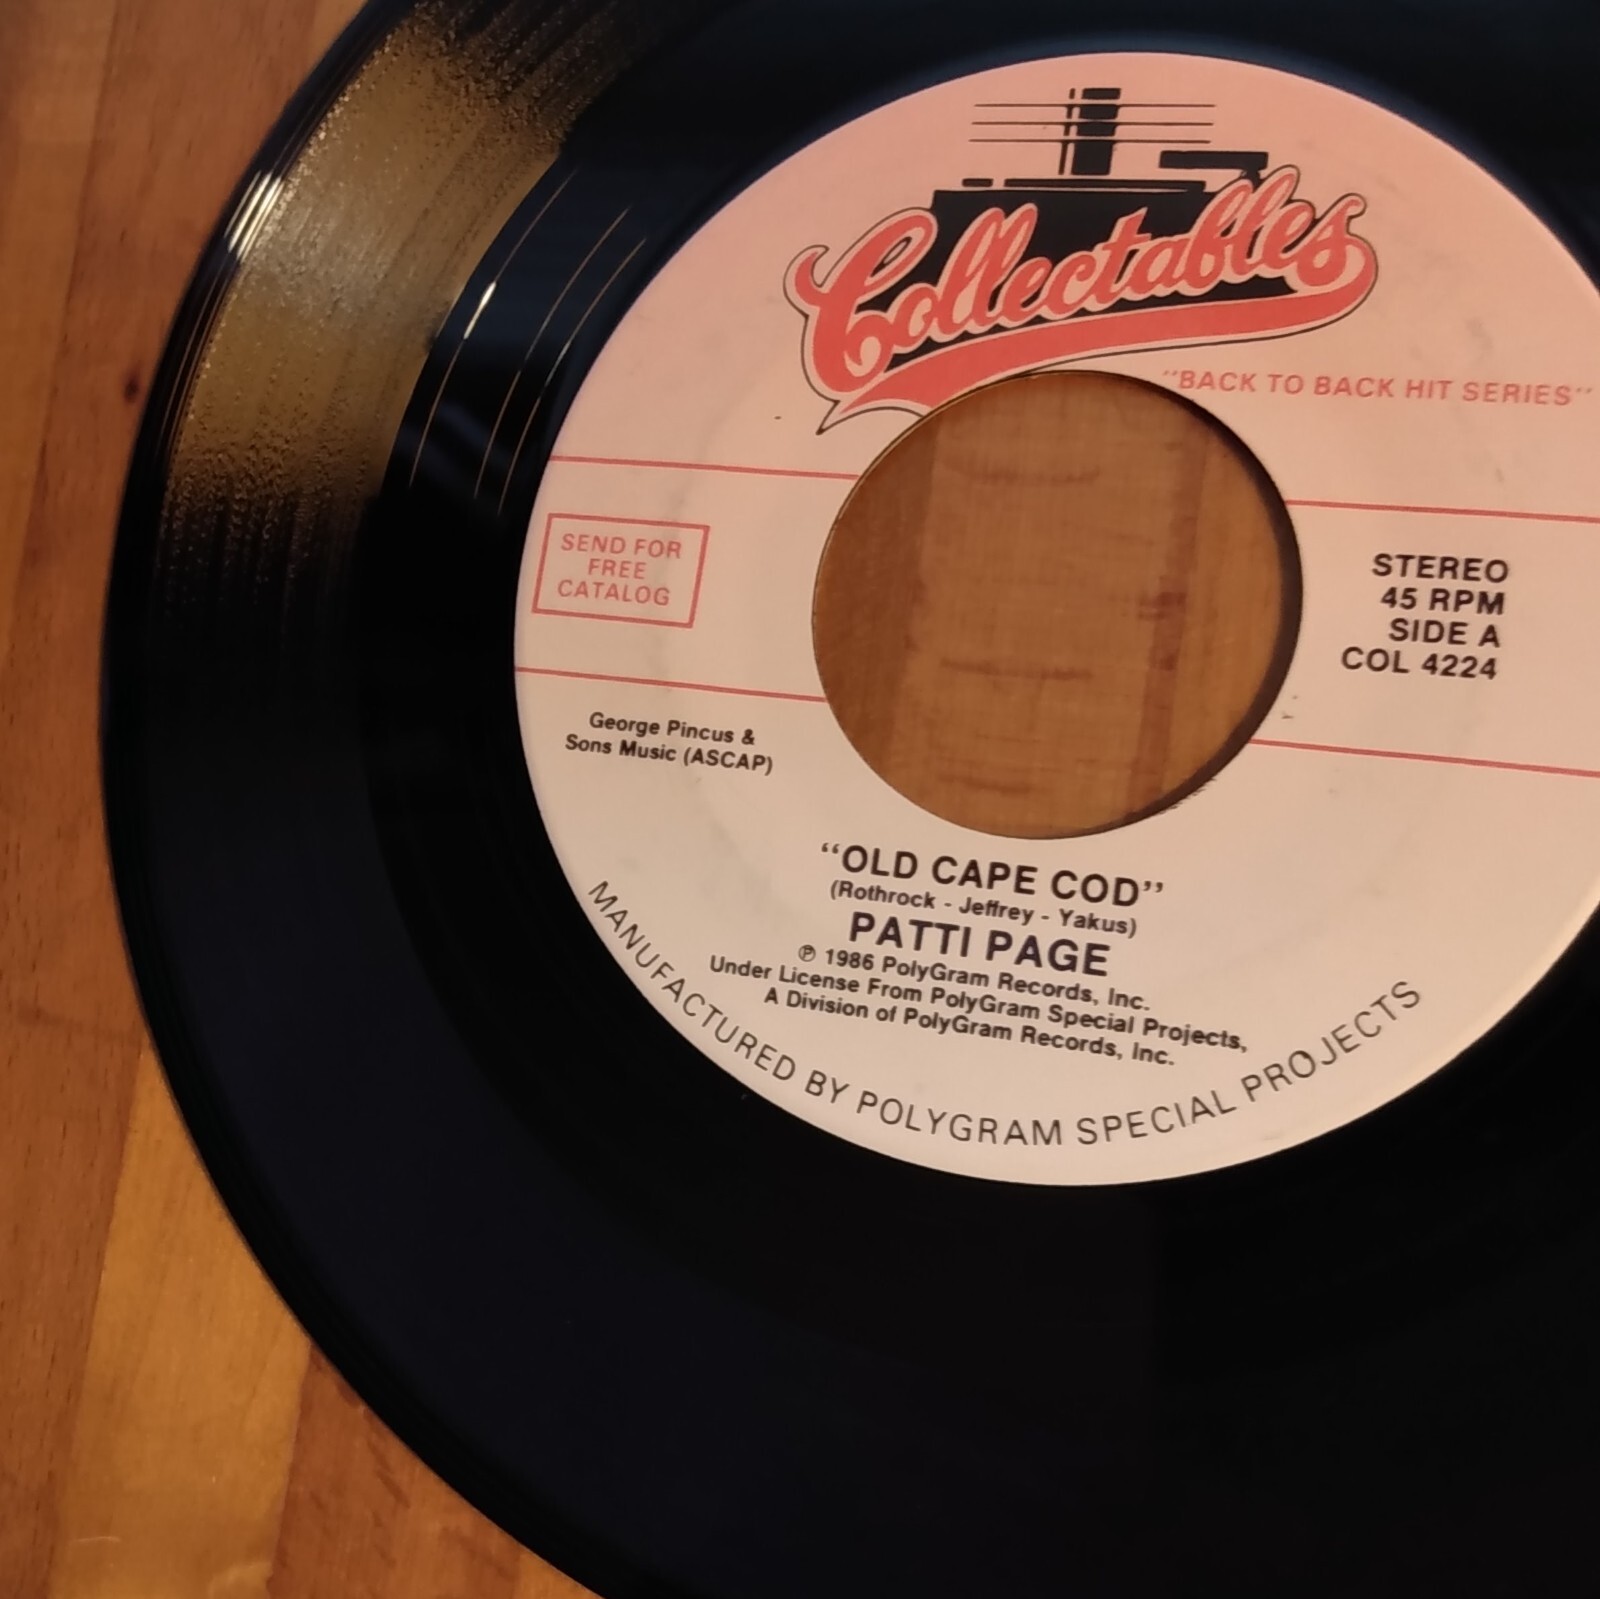 Collectables
"BACK TO BACK HIT SERIES"
SEND FOR
FREE
CATALOG
STEREO
45 RPM
SIDE A
COL 4224
George Pincus &
Sons Music (ASCAP)
"OLD CAPE COD"
(Rothrock - Jeffrey - Yakus)
PATTI PAGE
℗ 1986 PolyGram Records, Inc.
Under License From PolyGram Special Projects,
A Division of PolyGram Records, Inc.
MANUFACTURED BY POLYGRAM SPECIAL PROJECTS